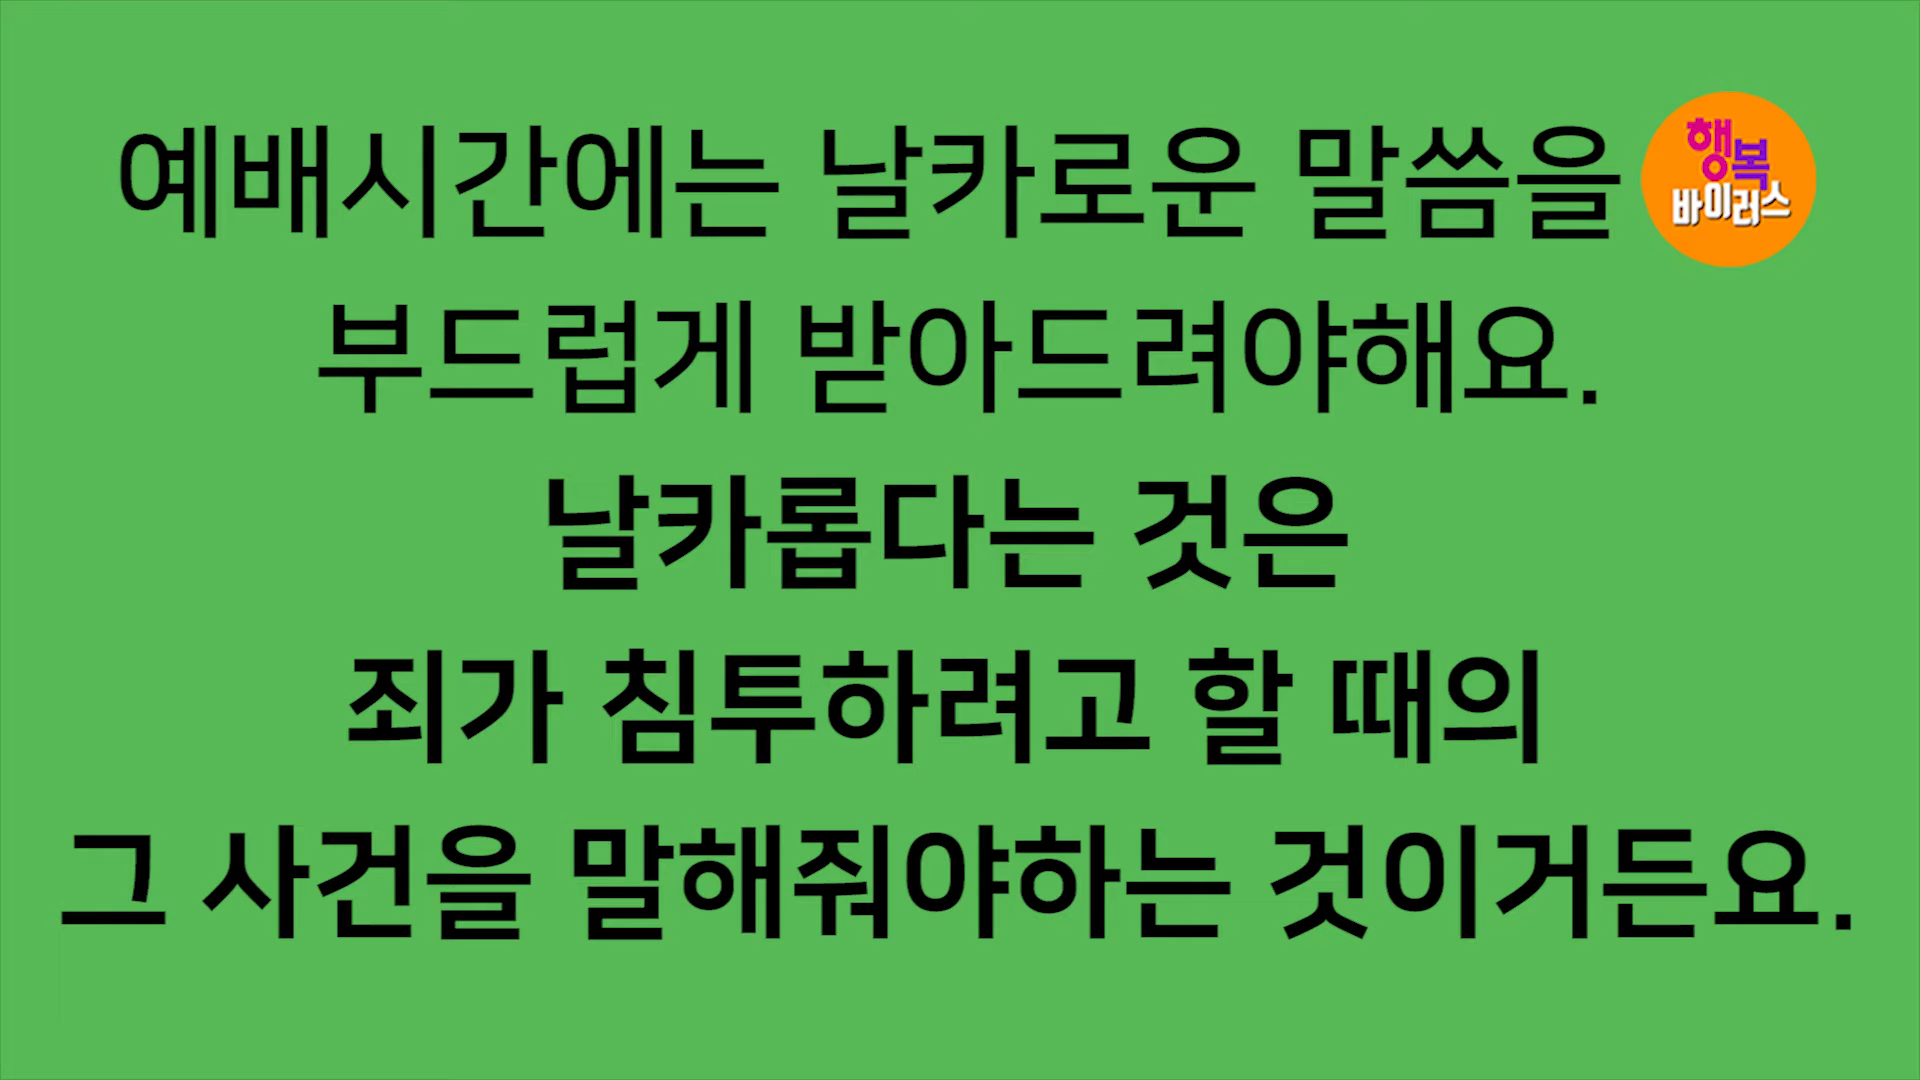 예배시간에는 날카로운 말씀을
행복
바이러스
부드럽게 받아드려야해요.
날카롭다는 것은
죄가 침투하려고 할 때의
그 사건을 말해줘야하는 것이거든요.